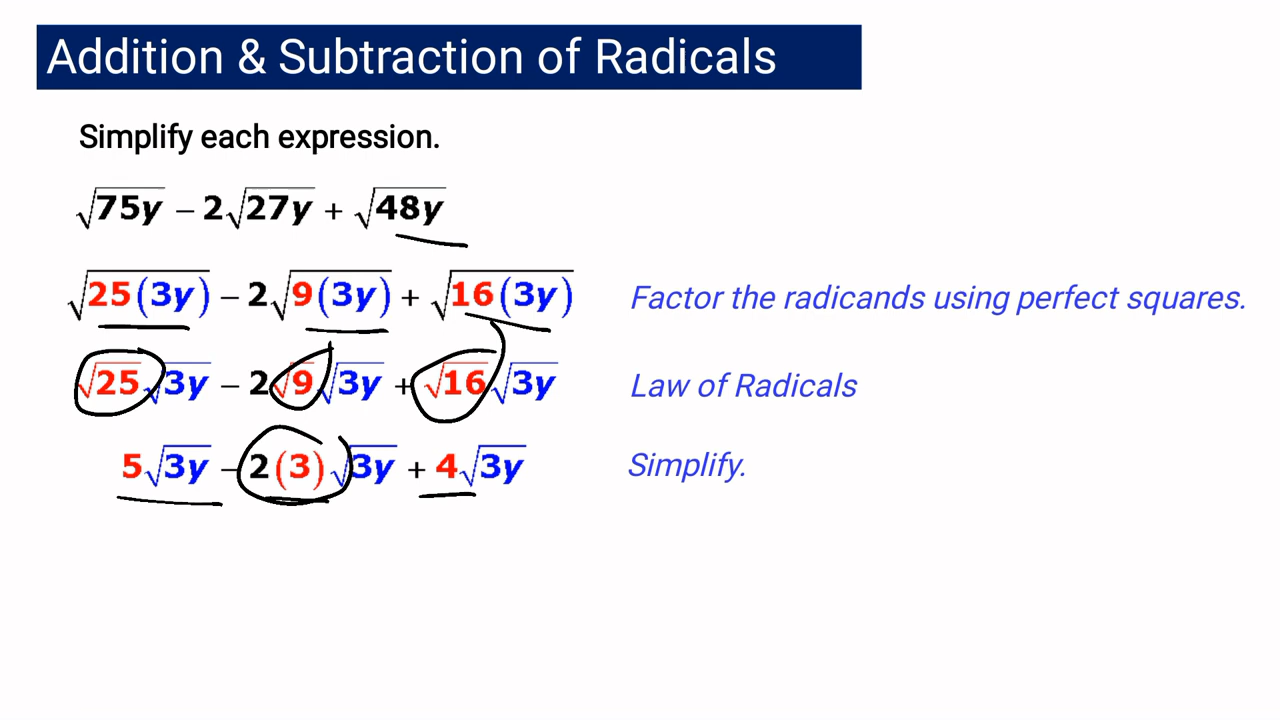 Addition & Subtraction of Radicals
Simplify each expression.
√75y − 2√27y + √48y
√25(3y) − 2√9(3y) + √16(3y) Factor the radicands using perfect squares.
√25√3y − 2√9√3y + √16√3y Law of Radicals
5√3y − 2(3)√3y + 4√3y Simplify.